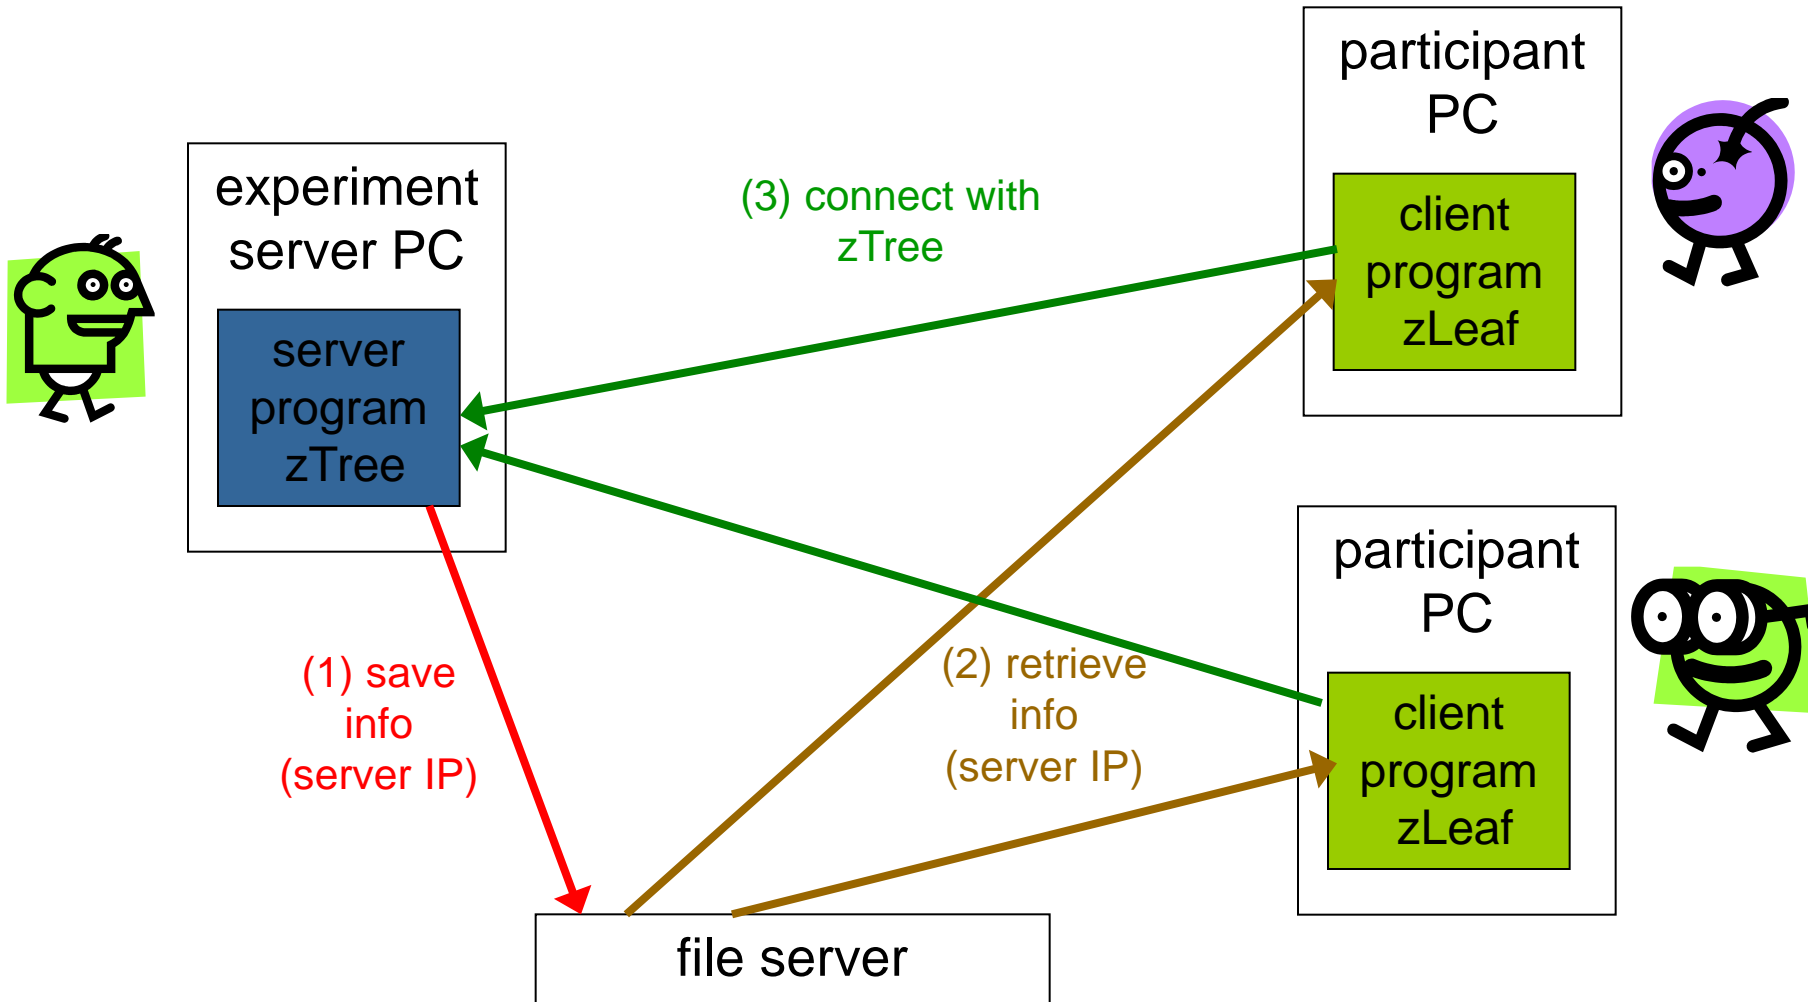 experiment
server PC
server
program
zTree
(3) connect with
zTree
participant
PC
client
program
zLeaf
(1) save
info
(server IP)
(2) retrieve
info
(server IP)
participant
PC
client
program
zLeaf
file server